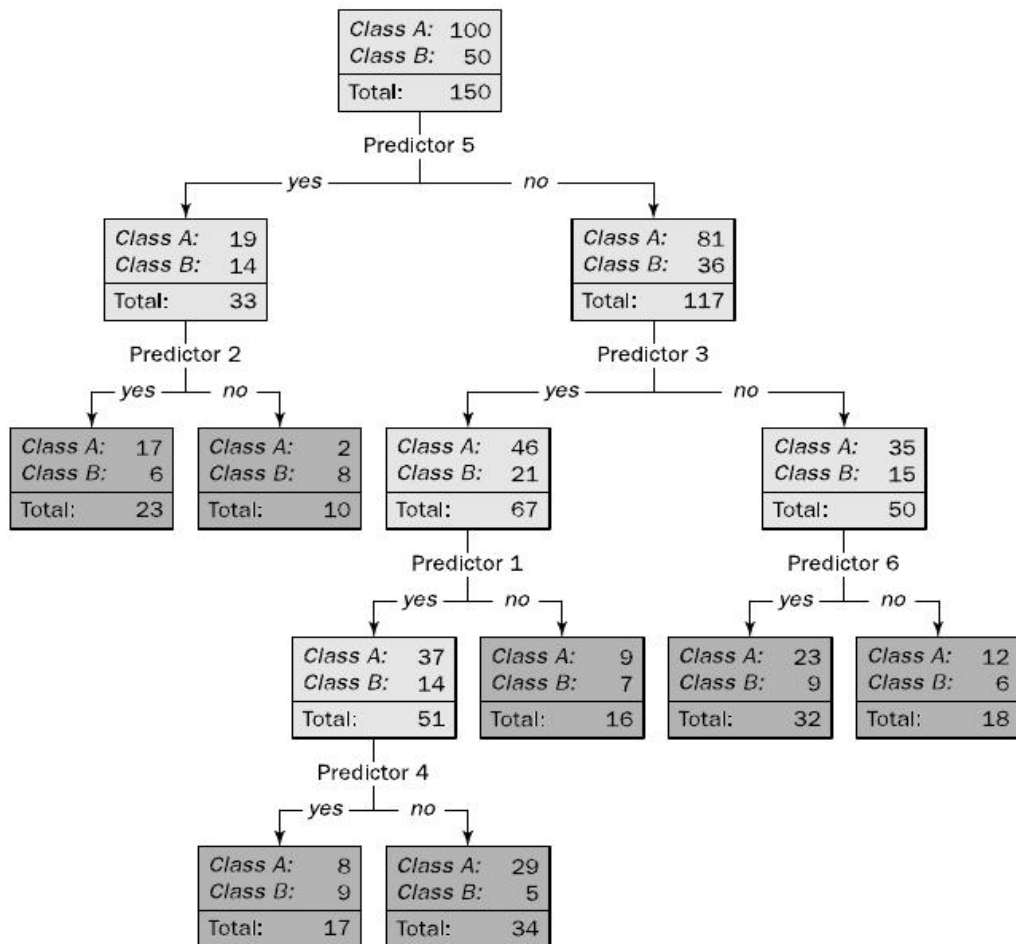 Class A: 100
Class B: 50
Total: 150
Predictor 5
yes
no
Class A: 19
Class B: 14
Total: 33
Class A: 81
Class B: 36
Total: 117
Predictor 2
Predictor 3
yes
no
yes
no
Class A: 17
Class B: 6
Total: 23
Class A: 2
Class B: 8
Total: 10
Class A: 46
Class B: 21
Total: 67
Class A: 35
Class B: 15
Total: 50
Predictor 1
Predictor 6
yes
no
yes
no
Class A: 37
Class B: 14
Total: 51
Class A: 9
Class B: 7
Total: 16
Class A: 23
Class B: 9
Total: 32
Class A: 12
Class B: 6
Total: 18
Predictor 4
yes
no
Class A: 8
Class B: 9
Total: 17
Class A: 29
Class B: 5
Total: 34